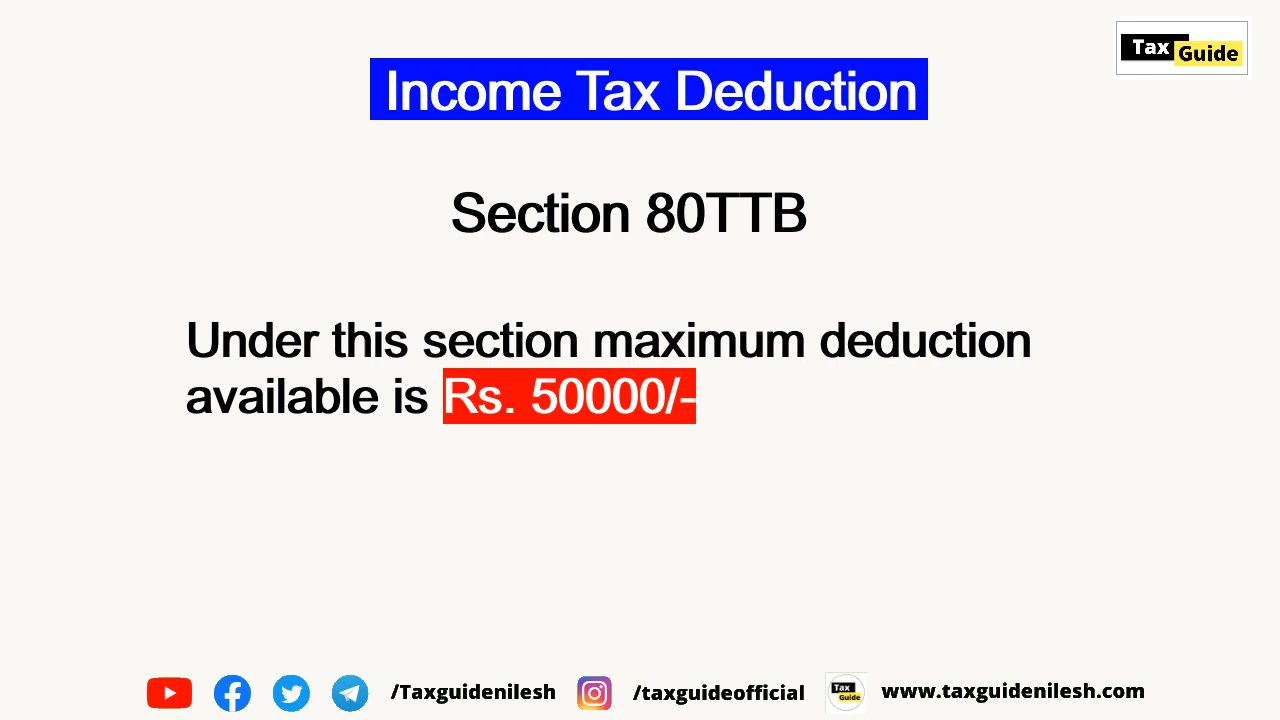 Tax Guide
Income Tax Deduction
Section 80TTB
Under this section maximum deduction
available is Rs. 50000/-
/Taxguidenilesh /taxguideofficial Tax Guide www.taxguidenilesh.com